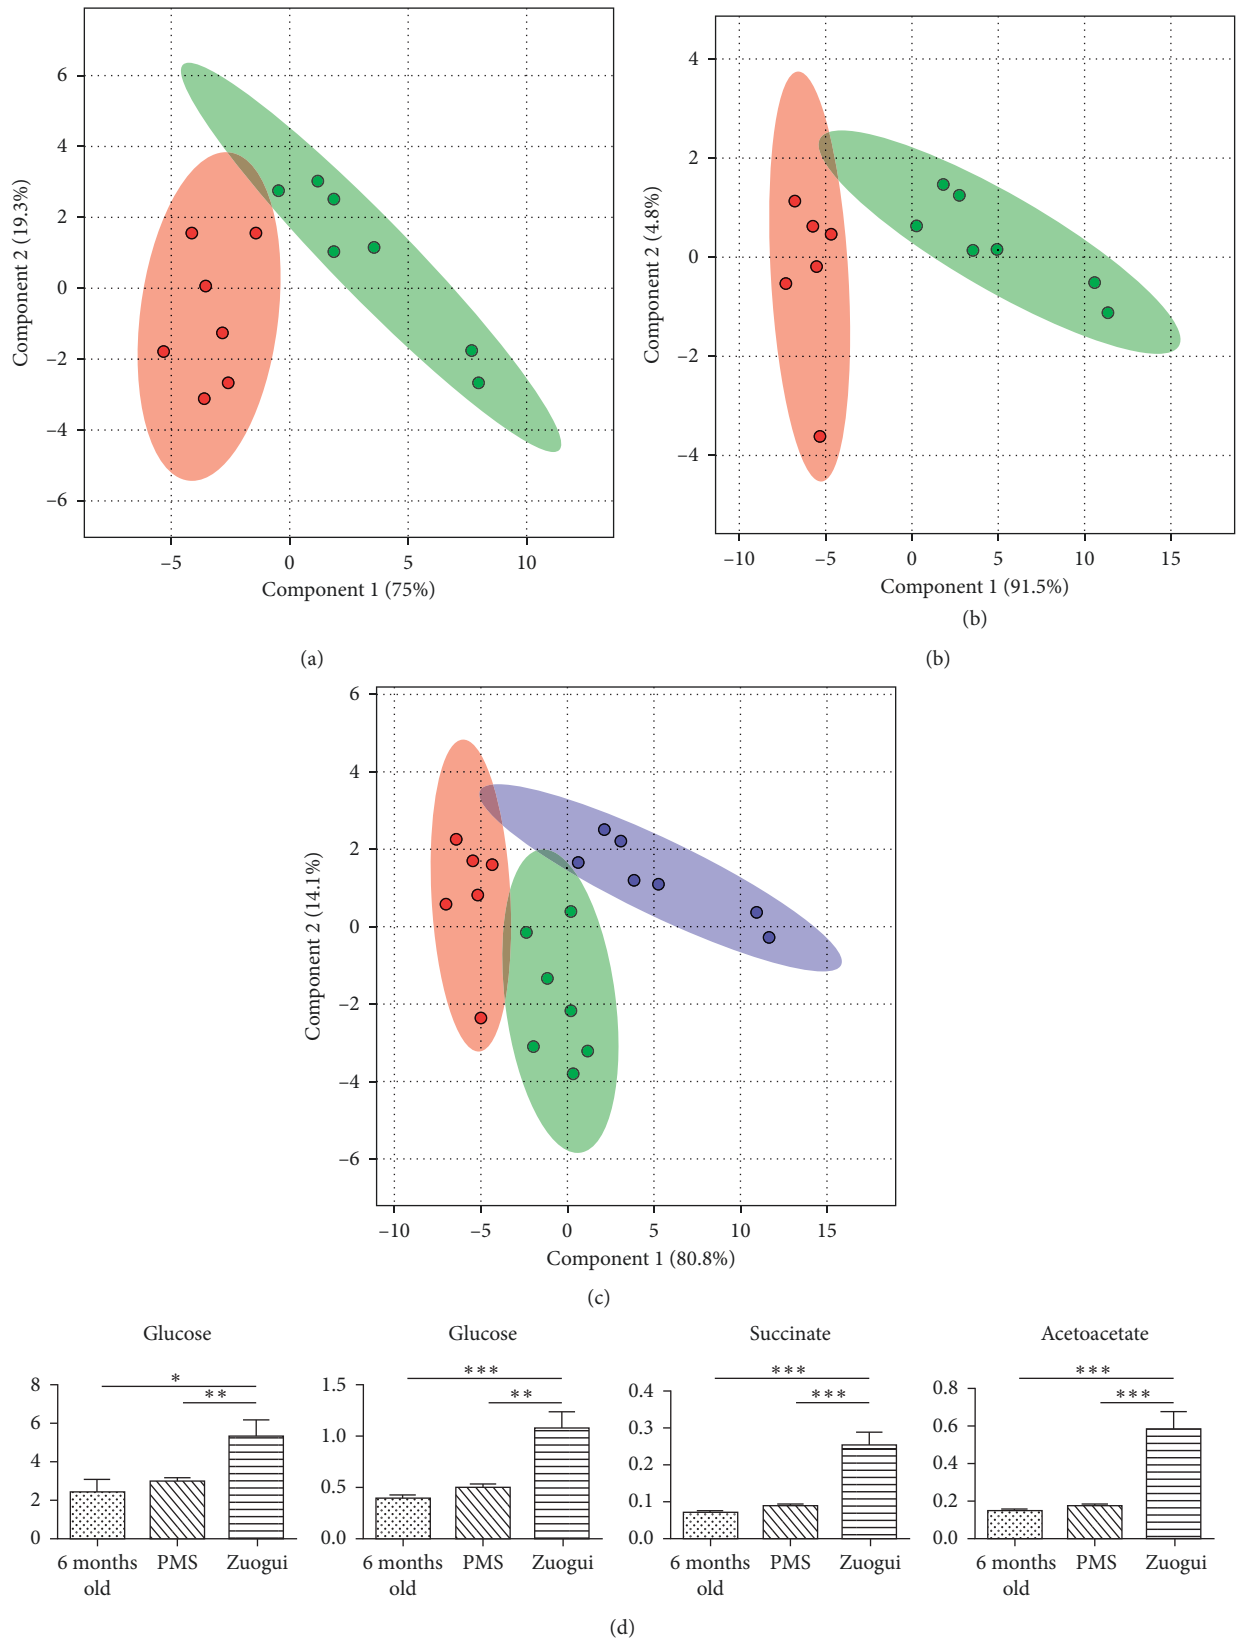 6
4
2
0
–2
–4
–6
Component 2 (19.3%)
–5 0 5 10
Component 1 (75%)
(a)
4
2
0
–2
–4
Component 2 (4.8%)
–10 –5 0 5 10 15
Component 1 (91.5%)
(b)
(b)
6
4
2
0
–2
–4
–6
Component 2 (14.1%)
–10 –5 0 5 10 15
Component 1 (80.8%)
(c)
Glucose
8
6
4
2
0
*
**
6 months old
PMS
Zuogui
Glucose
1.5
1.0
0.5
0.0
***
**
6 months old
PMS
Zuogui
Succinate
0.4
0.3
0.2
0.1
0.0
***
***
6 months old
PMS
Zuogui
Acetoacetate
0.8
0.6
0.4
0.2
0.0
***
***
6 months old
PMS
Zuogui
(d)